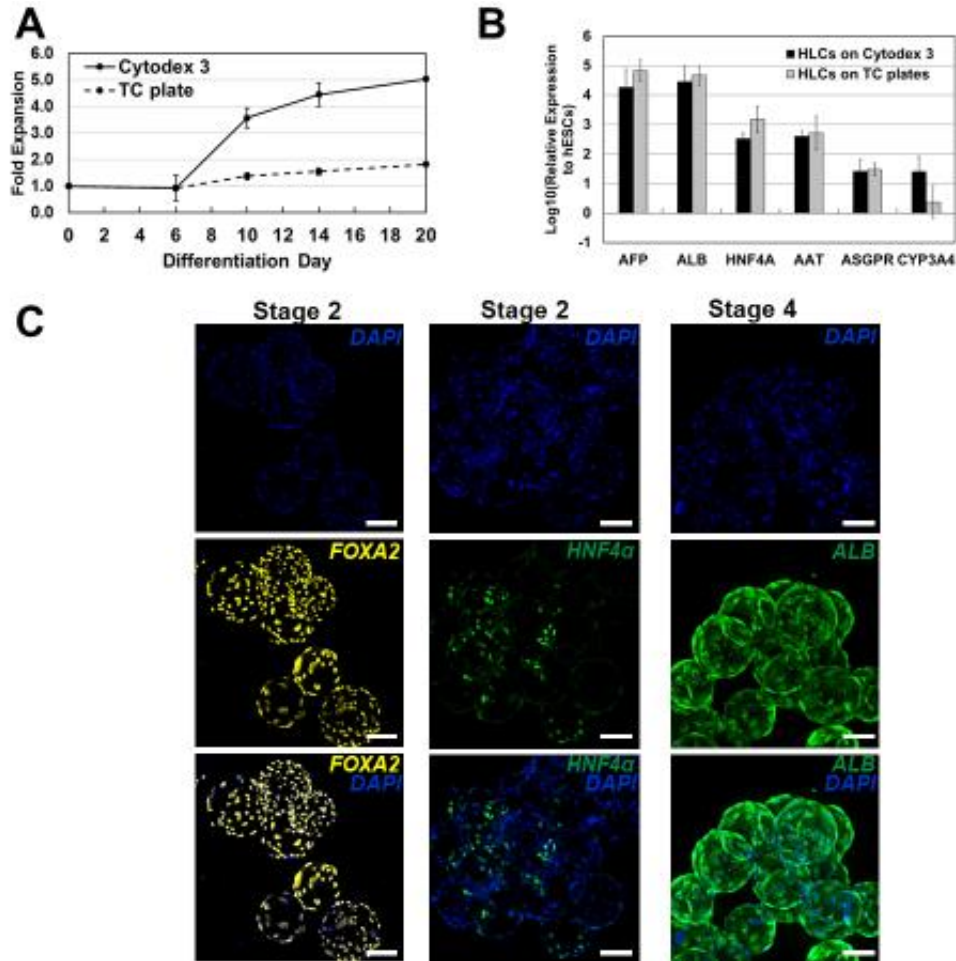 A
6.0
5.0
4.0
3.0
2.0
1.0
0.0
Fold Expansion
Cytodex 3
TC plate
0 2 4 6 8 10 12 14 16 18 20
Differentiation Day
B
6
5
4
3
2
1
0
-1
Log10(Relative Expression
to hESCs)
HLCs on Cytodex 3
HLCs on TC plates
AFP ALB HNF4A AAT ASGPR CYP3A4
C
Stage 2 Stage 2 Stage 4
DAPI DAPI DAPI
FOXA2 HNF4α ALB
FOXA2 HNF4α ALB
DAPI DAPI DAPI